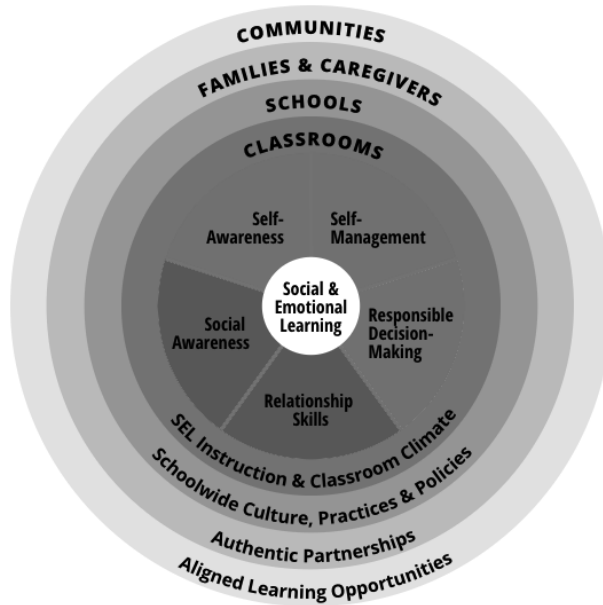 COMMUNITIES
FAMILIES & CAREGIVERS
SCHOOLS
CLASSROOMS
Self-
Awareness
Self-
Management
Social &
Emotional
Learning
Social
Awareness
Responsible
Decision-
Making
Relationship
Skills
SEL Instruction & Classroom Climate
Schoolwide Culture, Practices & Policies
Authentic Partnerships
Aligned Learning Opportunities